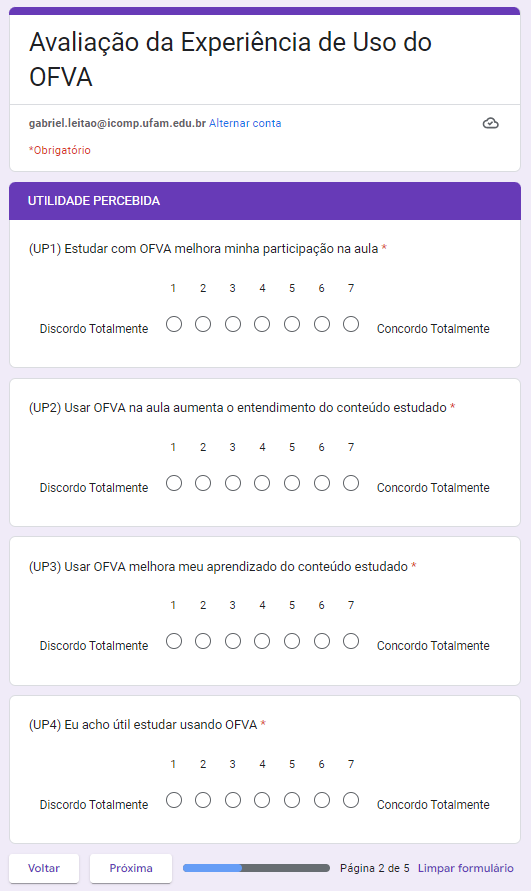 Avaliação da Experiência de Uso do
OFVA
gabriel.leitao@icomp.ufam.edu.br Alternar conta
*Obrigatório
UTILIDADE PERCEBIDA
(UP1) Estudar com OFVA melhora minha participação na aula *
1 2 3 4 5 6 7
Discordo Totalmente Concordo Totalmente
(UP2) Usar OFVA na aula aumenta o entendimento do conteúdo estudado *
1 2 3 4 5 6 7
Discordo Totalmente Concordo Totalmente
(UP3) Usar OFVA melhora meu aprendizado do conteúdo estudado *
1 2 3 4 5 6 7
Discordo Totalmente Concordo Totalmente
(UP4) Eu acho útil estudar usando OFVA *
1 2 3 4 5 6 7
Discordo Totalmente Concordo Totalmente
Voltar Próxima Página 2 de 5 Limpar formulário